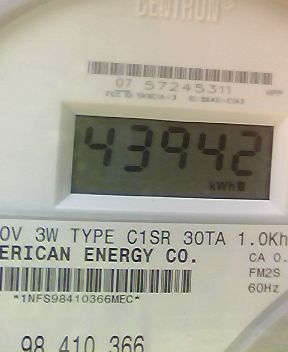 CENTRON®
07 57245311
43942
kWh
0V 3W TYPE C1SR 30TA 1.0Kh
ERICAN ENERGY CO.
CA 0.
FM2S
60Hz
*1NFS98410366MEC*
98 410 366